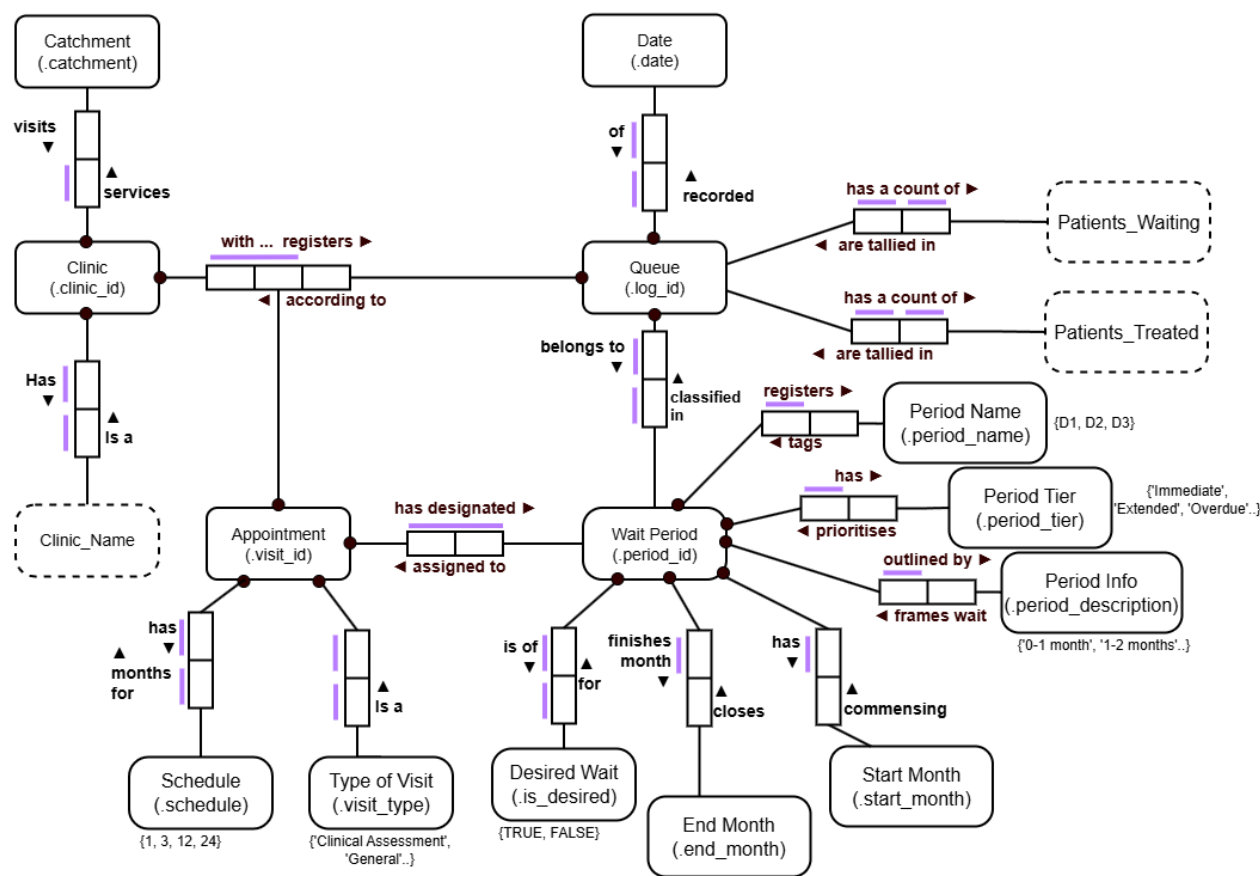 Catchment
(.catchment)
Date
(.date)
visits
▼
▲
services
of
▼
▲
recorded
has a count of ►
◄ are tallied in
Patients_Waiting
Clinic
(.clinic_id)
with ... registers ►
◄ according to
Queue
(.log_id)
has a count of ►
◄ are tallied in
Patients_Treated
Has
▼
▲
Is a
belongs to
▼
▲
classified
in
registers ►
◄ tags
Period Name
(.period_name)
{D1, D2, D3}
Clinic_Name
Appointment
(.visit_id)
has designated ►
◄ assigned to
Wait Period
(.period_id)
has ►
◄ prioritises
Period Tier
(.period_tier)
{'Immediate',
'Extended', 'Overdue'..}
outlined by ►
◄ frames wait
Period Info
(.period_description)
{'0-1 month', '1-2 months'..}
has
▼
▲
months
for
▲
Is a
is of
▼
▲
for
finishes
month
▼
▲
closes
has
▼
▲
commensing
Schedule
(.schedule)
{1, 3, 12, 24}
Type of Visit
(.visit_type)
{'Clinical Assessment',
'General'..}
Desired Wait
(.is_desired)
{TRUE, FALSE}
End Month
(.end_month)
Start Month
(.start_month)